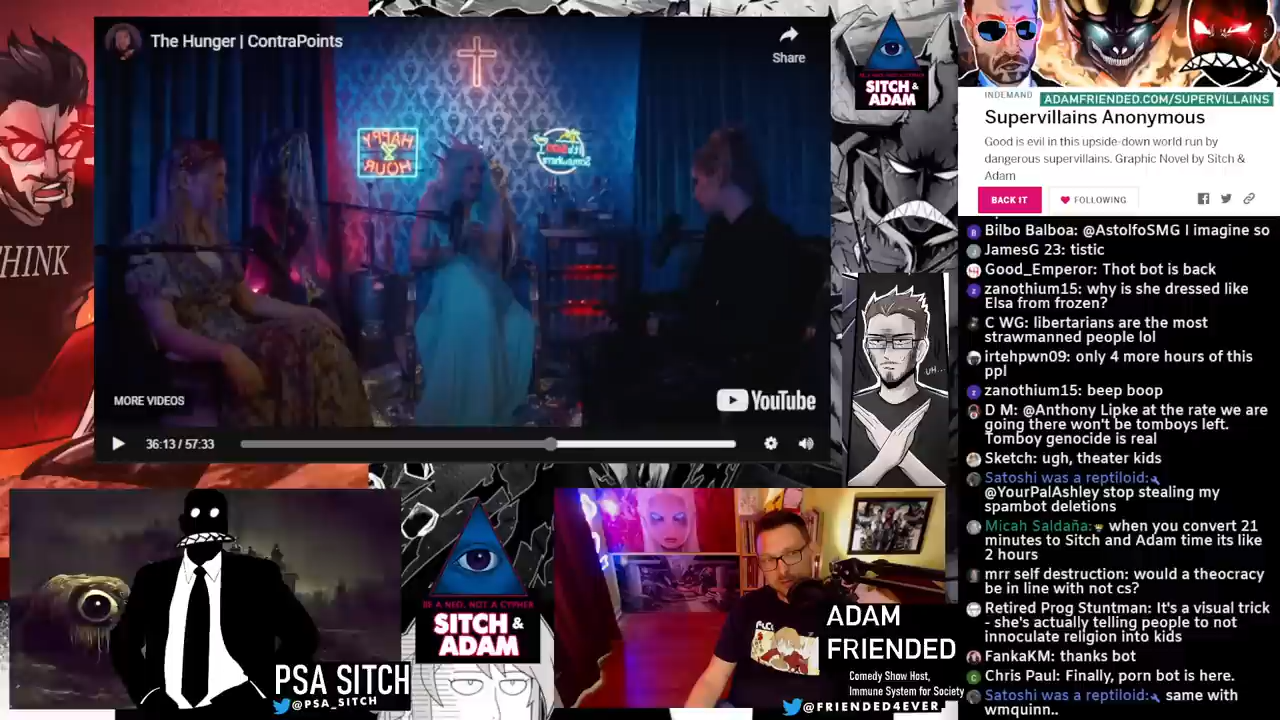 The Hunger | ContraPoints
Share
HAPPY
HOUR
It's 5:00
Somewhere
MORE VIDEOS
YouTube
36:13 / 57:33
THINK
SITCH &
ADAM
UH...
INDEMAND
ADAMFRIENDED.COM/SUPERVILLAINS
Supervillains Anonymous
Good is evil in this upside-down world run by
dangerous supervillains. Graphic Novel by Sitch &
Adam
BACK IT
FOLLOWING
Bilbo Balboa: @AstolfoSMG I imagine so
JamesG 23: tistic
Good_Emperor: Thot bot is back
zanothium15: why is she dressed like
Elsa from frozen?
C WG: libertarians are the most
strawmanned people lol
irtehpwn09: only 4 more hours of this
ppl
zanothium15: beep boop
D M: @Anthony Lipke at the rate we are
going there won't be tomboys left.
Tomboy genocide is real
Sketch: ugh, theater kids
Satoshi was a reptiloid:
@YourPalAshley stop stealing my
spambot deletions
Micah Saldaña: when you convert 21
minutes to Sitch and Adam time its like
2 hours
mrr self destruction: would a theocracy
be in line with not cs?
Retired Prog Stuntman: It's a visual trick
- she's actually telling people to not
innoculate religion into kids
FankaKM: thanks bot
Chris Paul: Finally, porn bot is here.
Satoshi was a reptiloid: same with
wmquinn..
PSA SITCH
@PSA_SITCH
BE A NEO, NOT A CYPHER
SITCH &
ADAM
ADAM
FRIENDED
Comedy Show Host,
Immune System for Society
@FRIENDED4EVER